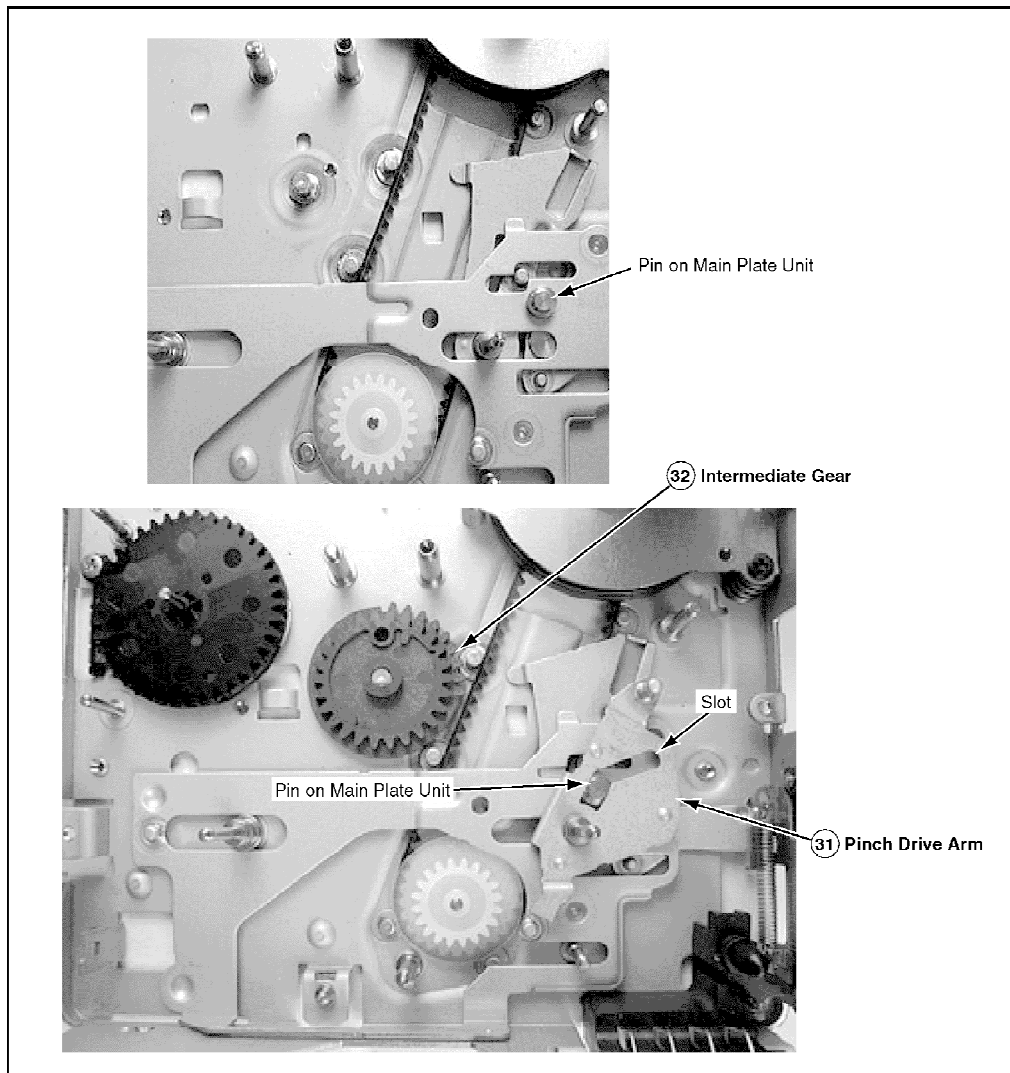 Pin on Main Plate Unit
32 Intermediate Gear
Slot
Pin on Main Plate Unit
31 Pinch Drive Arm